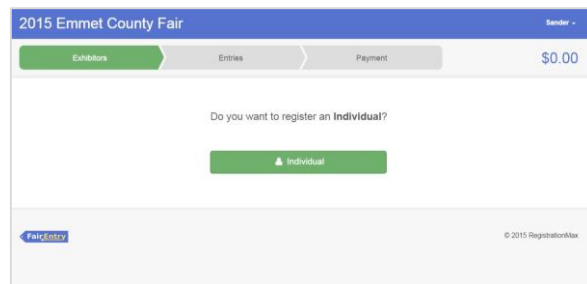 2015 Emmet County Fair
Sander
Exhibitors
Entries
Payment
$0.00
Do you want to register an Individual?
Individual
FairEntry
© 2015 RegistrationMax